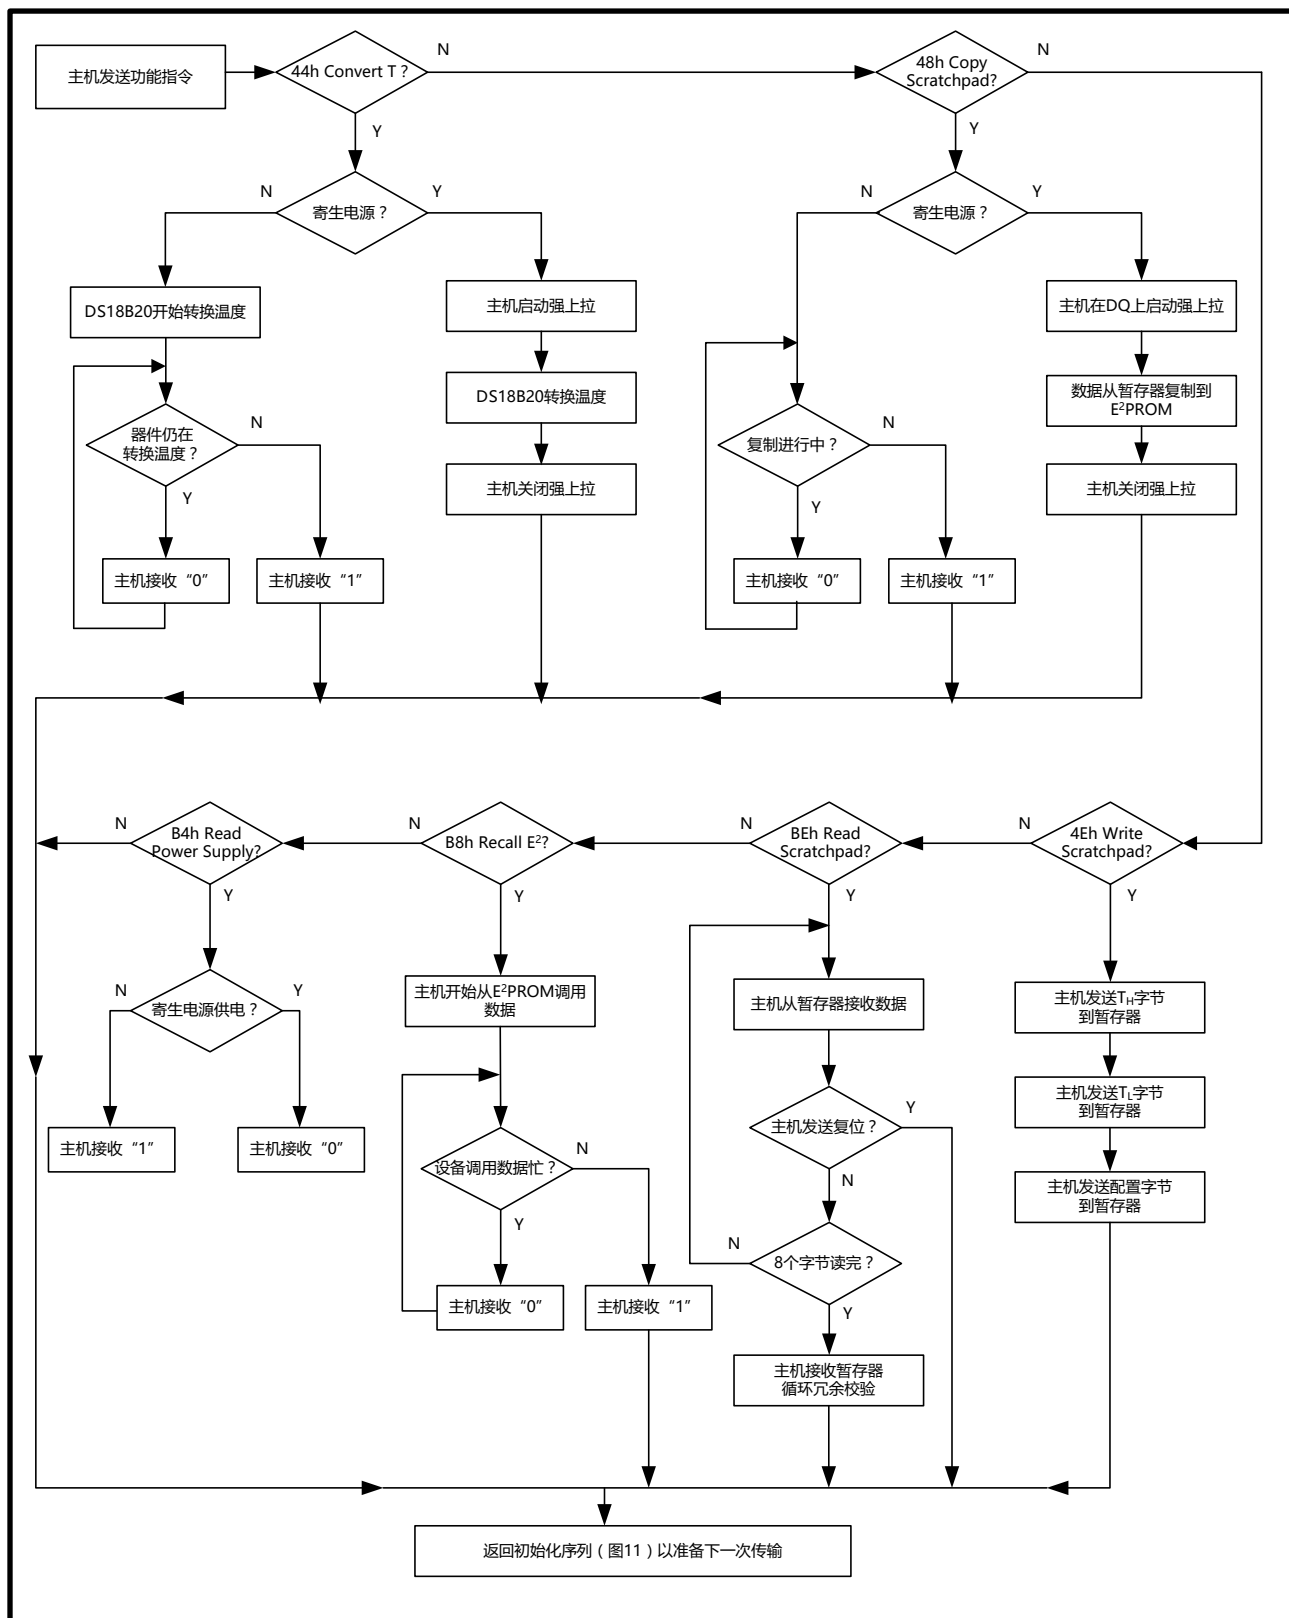 主机发送功能指令
44h Convert T？
N
48h Copy
Scratchpad?
N
Y
Y
N
寄生电源？
Y
N
寄生电源？
Y
DS18B20开始转换温度
主机启动强上拉
主机在DQ上启动强上拉
DS18B20转换温度
数据从暂存器复制到
E²PROM
器件仍在
转换温度？
N
复制进行中？
N
Y
主机关闭强上拉
Y
主机关闭强上拉
主机接收“0”
主机接收“1”
主机接收“0”
主机接收“1”
N
B4h Read
Power Supply?
N
B8h Recall E²?
N
BEh Read
Scratchpad?
N
4Eh Write
Scratchpad?
Y
Y
Y
Y
N
寄生电源供电？
Y
主机开始从E²PROM调用
数据
主机从暂存器接收数据
主机发送T_H字节
到暂存器
主机发送T_L字节
到暂存器
主机接收“1”
主机接收“0”
主机发送复位？
Y
设备调用数据忙？
N
N
主机发送配置字节
到暂存器
Y
N
8个字节读完？
主机接收“0”
主机接收“1”
Y
主机接收暂存器
循环冗余校验
返回初始化序列（图11）以准备下一次传输